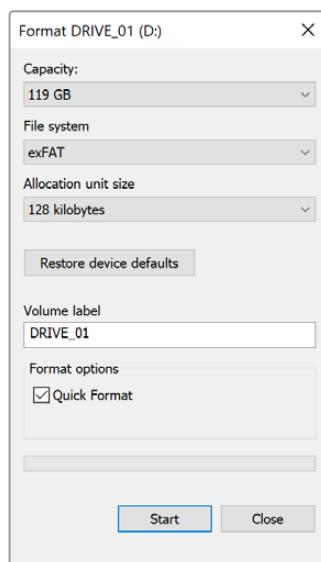 Format DRIVE_01 (D:)
Capacity:
119 GB
File system
exFAT
Allocation unit size
128 kilobytes
Restore device defaults
Volume label
DRIVE_01
Format options
Quick Format
Start Close